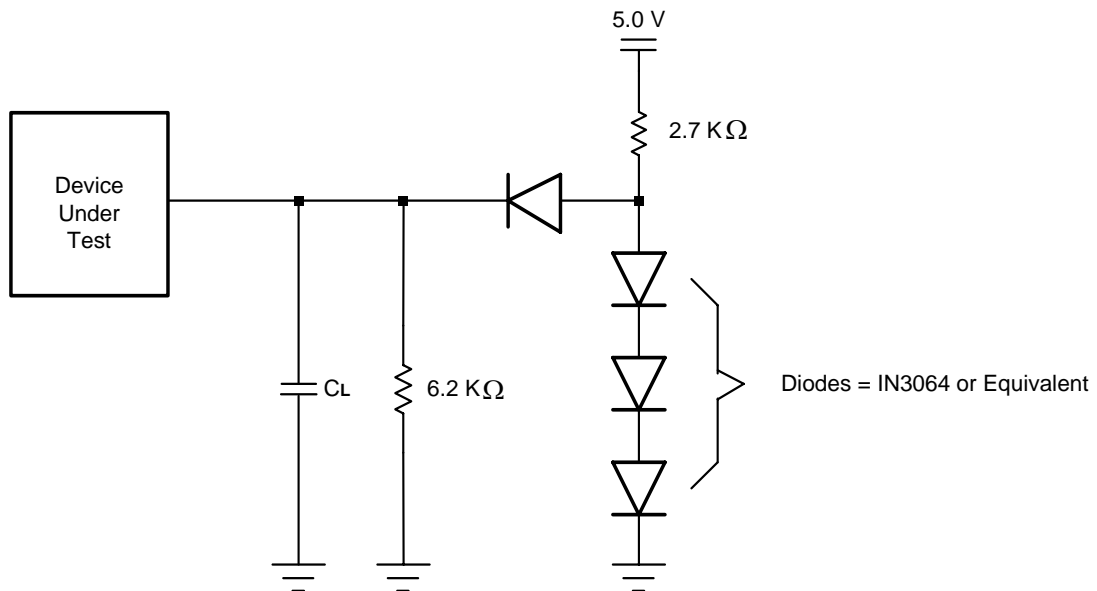 5.0 V
2.7 KΩ
Device
Under
Test
CL
6.2 KΩ
Diodes = IN3064 or Equivalent